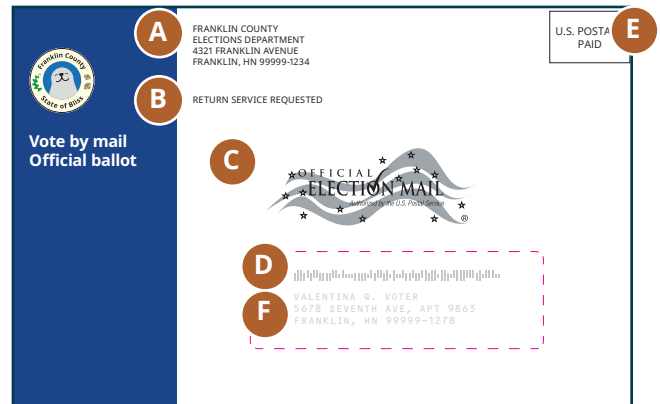 A
FRANKLIN COUNTY
ELECTIONS DEPARTMENT
4321 FRANKLIN AVENUE
FRANKLIN, HN 99999-1234
U.S. POSTA
PAID
E
Franklin County
State of Bliss
B
RETURN SERVICE REQUESTED
Vote by mail
Official ballot
C
OFFICIAL
ELECTION MAIL
Authorized by the U.S. Postal Service
®
D
F
VALENTINA Q. VOTER
5678 SEVENTH AVE, APT 9863
FRANKLIN, HN 99999-1278